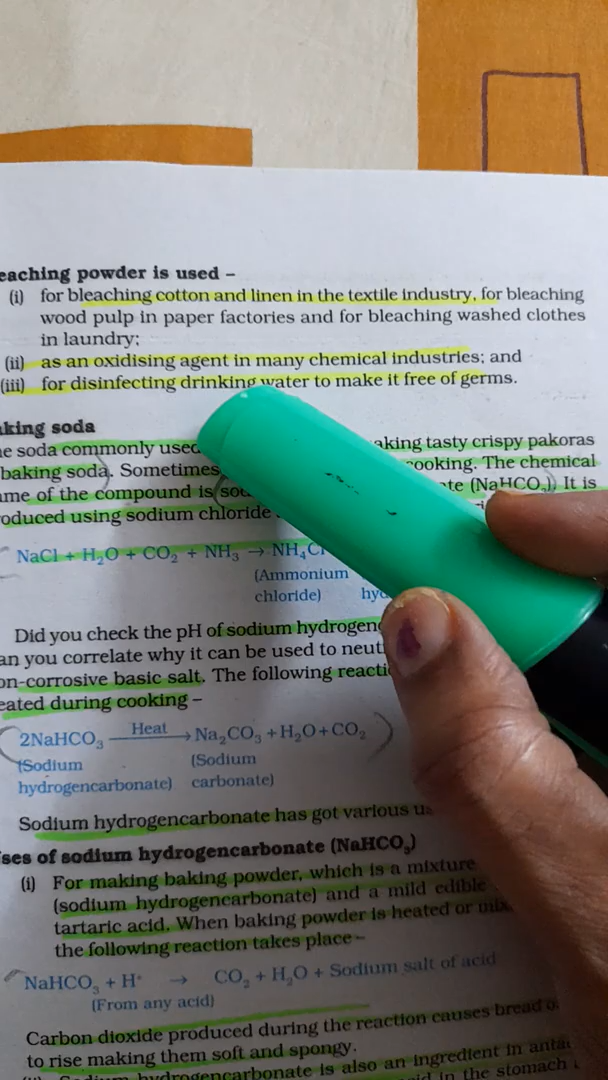 eaching powder is used –
(i) for bleaching cotton and linen in the textile industry, for bleaching
wood pulp in paper factories and for bleaching washed clothes
in laundry;
(ii) as an oxidising agent in many chemical industries; and
(iii) for disinfecting drinking water to make it free of germs.
aking soda
e soda commonly used aking tasty crispy pakoras
baking soda. Sometimes cooking. The chemical
me of the compound is (NaHCO₃). It is
oduced using sodium chloride
NaCl + H₂O + CO₂ + NH₃ → NH₄Cl
(Ammonium
chloride)
Did you check the pH of sodium hydrogen
an you correlate why it can be used to
on-corrosive basic salt. The following
eated during cooking –
2NaHCO₃ Heat → Na₂CO₃ + H₂O + CO₂
(Sodium (Sodium
hydrogencarbonate) carbonate)
Sodium hydrogencarbonate has got various
ses of sodium hydrogencarbonate (NaHCO₃)
(i) For making baking powder, which is a mixture
(sodium hydrogencarbonate) and a mild edible
tartaric acid. When baking powder is heated or
the following reaction takes place –
NaHCO₃ + H⁺ → CO₂ + H₂O + Sodium salt of acid
(From any acid)
Carbon dioxide produced during the reaction causes bread
to rise making them soft and spongy.
hydrogencarbonate is also an ingredient in
in the stomach